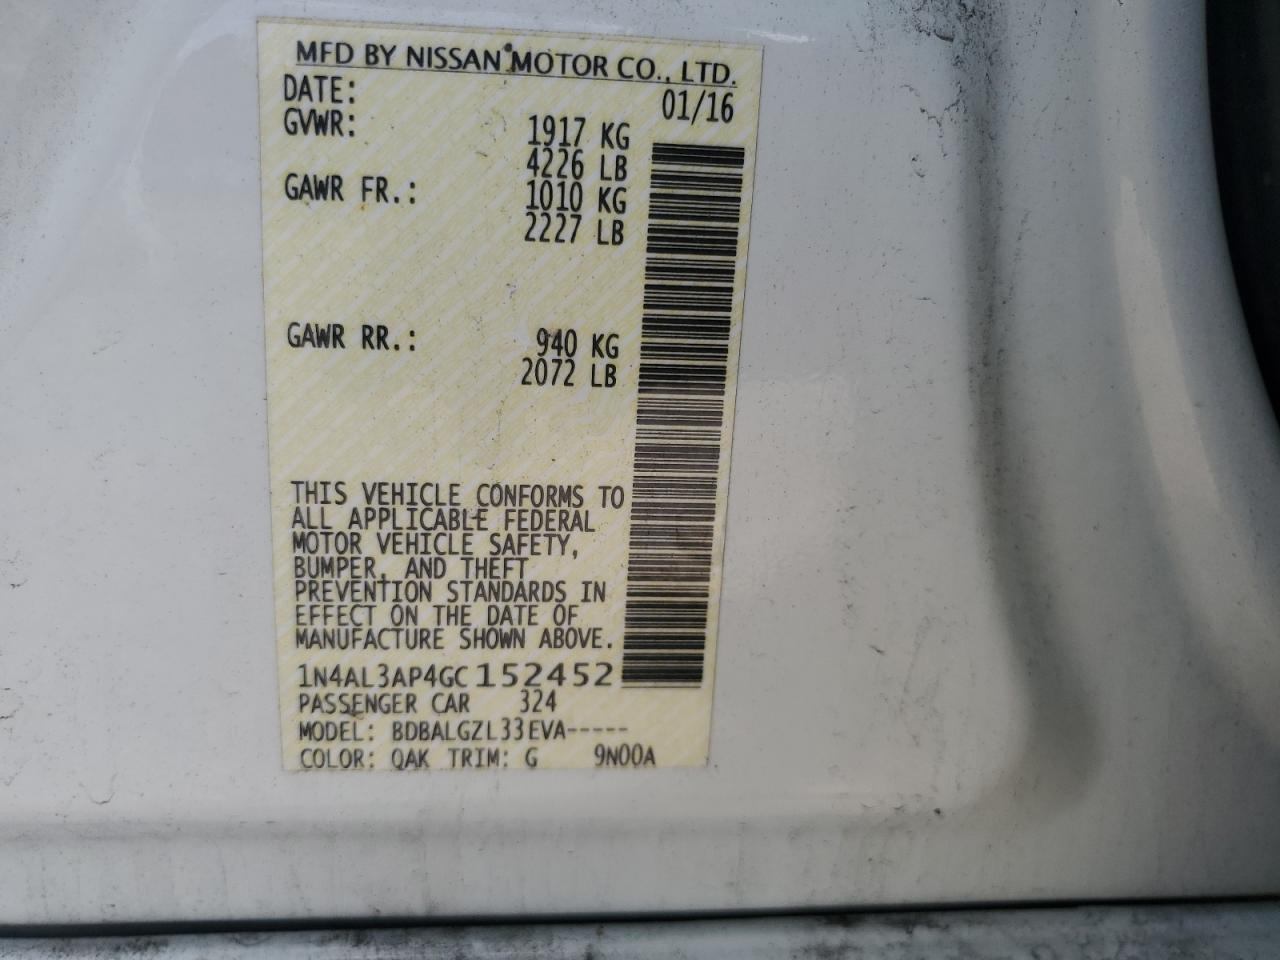 MFD BY NISSAN MOTOR CO., LTD.
DATE: 01/16
GVWR: 1917 KG
4226 LB
GAWR FR.: 1010 KG
2227 LB
GAWR RR.: 940 KG
2072 LB
THIS VEHICLE CONFORMS TO
ALL APPLICABLE FEDERAL
MOTOR VEHICLE SAFETY,
BUMPER, AND THEFT
PREVENTION STANDARDS IN
EFFECT ON THE DATE OF
MANUFACTURE SHOWN ABOVE.
1N4AL3AP4GC152452
PASSENGER CAR 324
MODEL: BDBALGZL33EVA-----
COLOR: QAK TRIM: G 9N00A